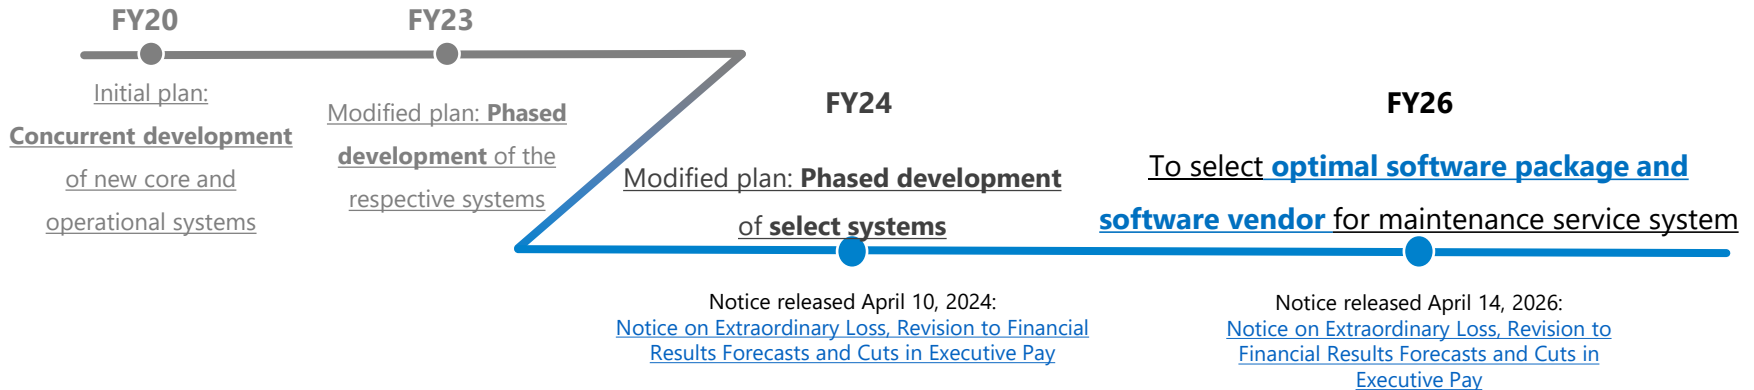 FY20
Initial plan:
Concurrent development
of new core and
operational systems
FY23
Modified plan: Phased
development of the
respective systems
FY24
Modified plan: Phased development
of select systems
Notice released April 10, 2024:
Notice on Extraordinary Loss, Revision to Financial
Results Forecasts and Cuts in Executive Pay
FY26
To select optimal software package and
software vendor for maintenance service system
Notice released April 14, 2026:
Notice on Extraordinary Loss, Revision to
Financial Results Forecasts and Cuts in
Executive Pay